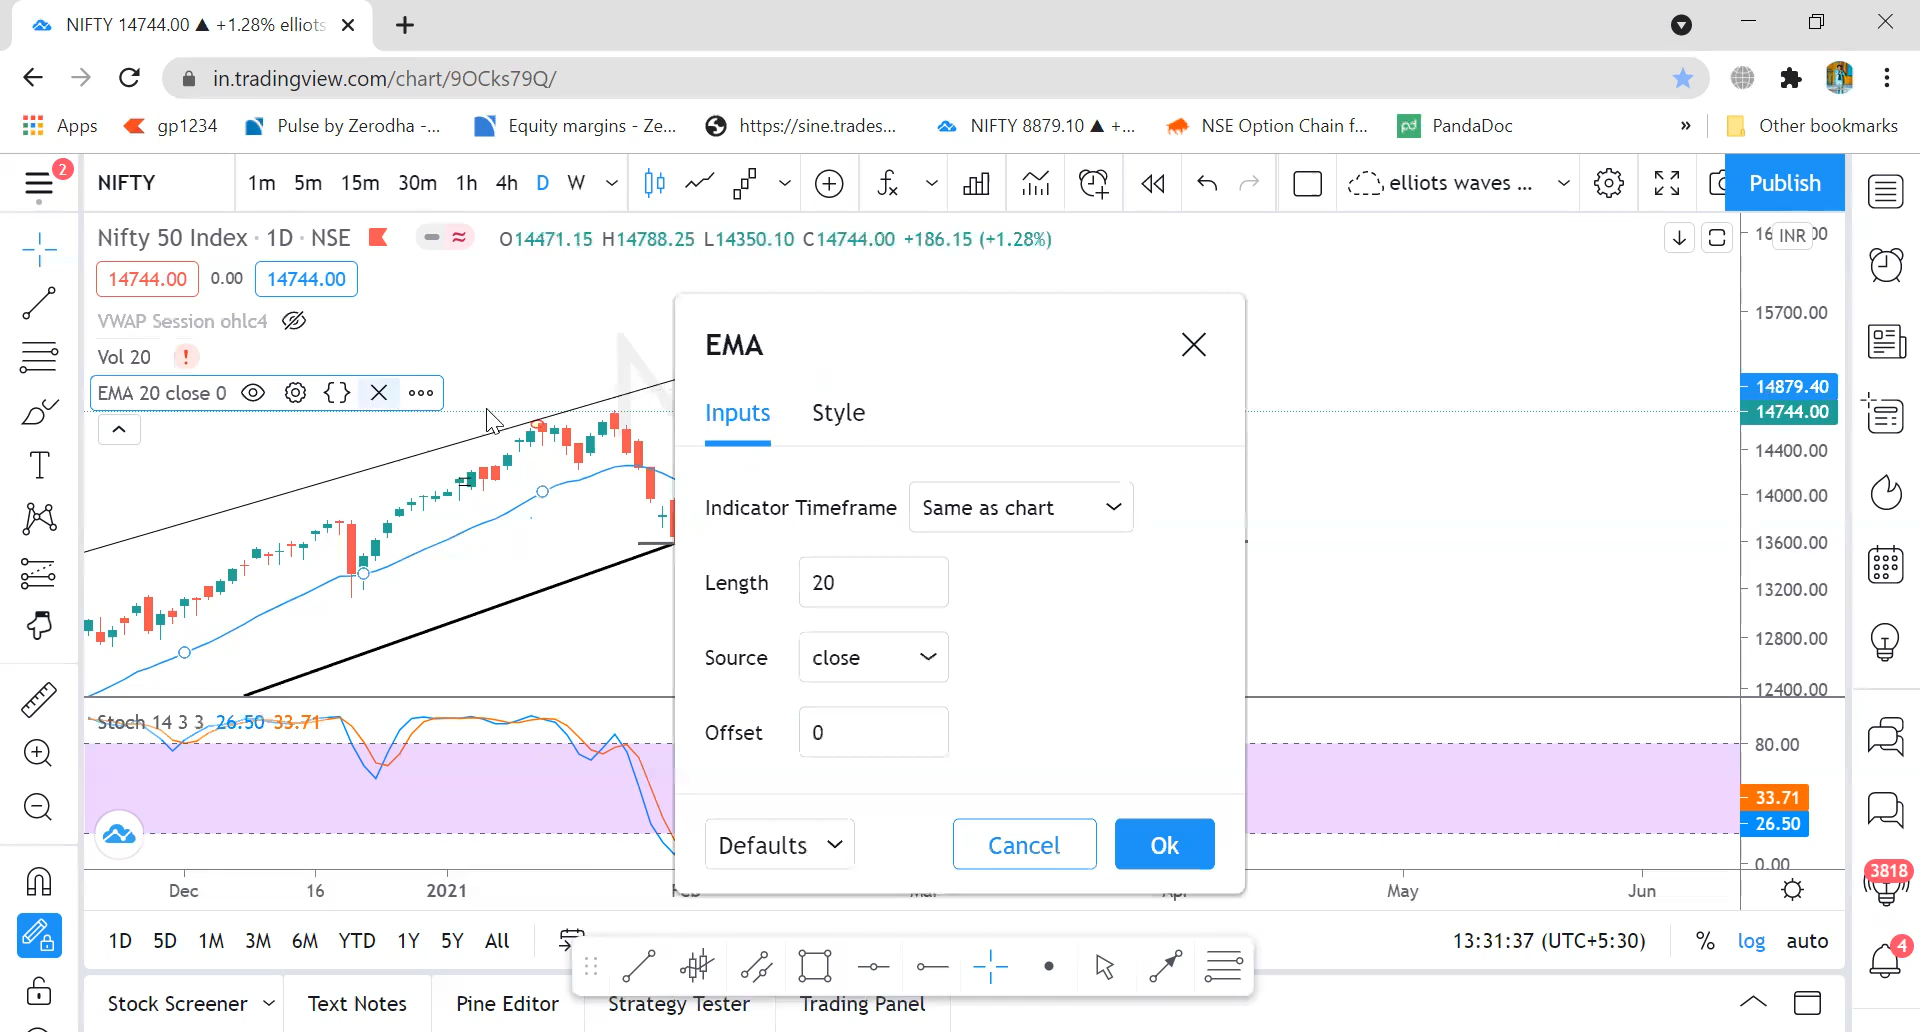 NIFTY 14744.00 ▲ +1.28% elliots
in.tradingview.com/chart/9OCks79Q/
Apps gp1234 Pulse by Zerodha -... Equity margins - Ze... https://sine.trades... NIFTY 8879.10 ▲ +... NSE Option Chain f... pd PandaDoc » Other bookmarks
2
NIFTY 1m 5m 15m 30m 1h 4h D W elliots waves ... Publish
Nifty 50 Index · 1D · NSE O14471.15 H14788.25 L14350.10 C14744.00 +186.15 (+1.28%)
INR
14744.00 0.00 14744.00
VWAP Session ohlc4
15700.00
Vol 20 !
EMA
14879.40
EMA 20 close 0
14744.00
Inputs Style
14400.00
14000.00
Indicator Timeframe Same as chart
13600.00
Length 20
13200.00
12800.00
Source close
12400.00
Stoch 14 3 3 26.50 33.71
Offset 0
80.00
33.71
26.50
Defaults Cancel Ok
0.00
3818
Dec 16 2021 May Jun
1D 5D 1M 3M 6M YTD 1Y 5Y All 13:31:37 (UTC+5:30) % log auto
4
Stock Screener Text Notes Pine Editor Strategy Tester Trading Panel